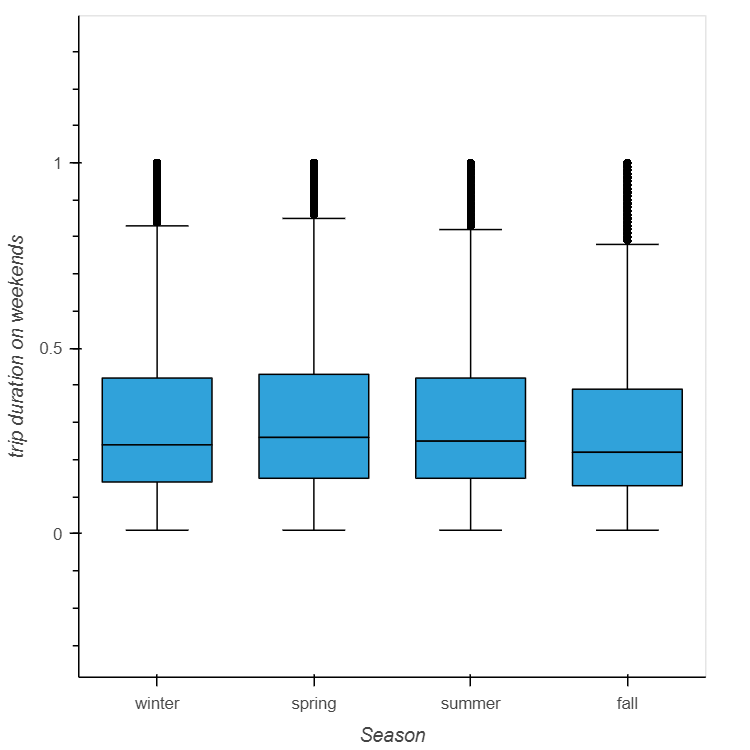 1
0.5
0
trip duration on weekends
winter spring summer fall
Season